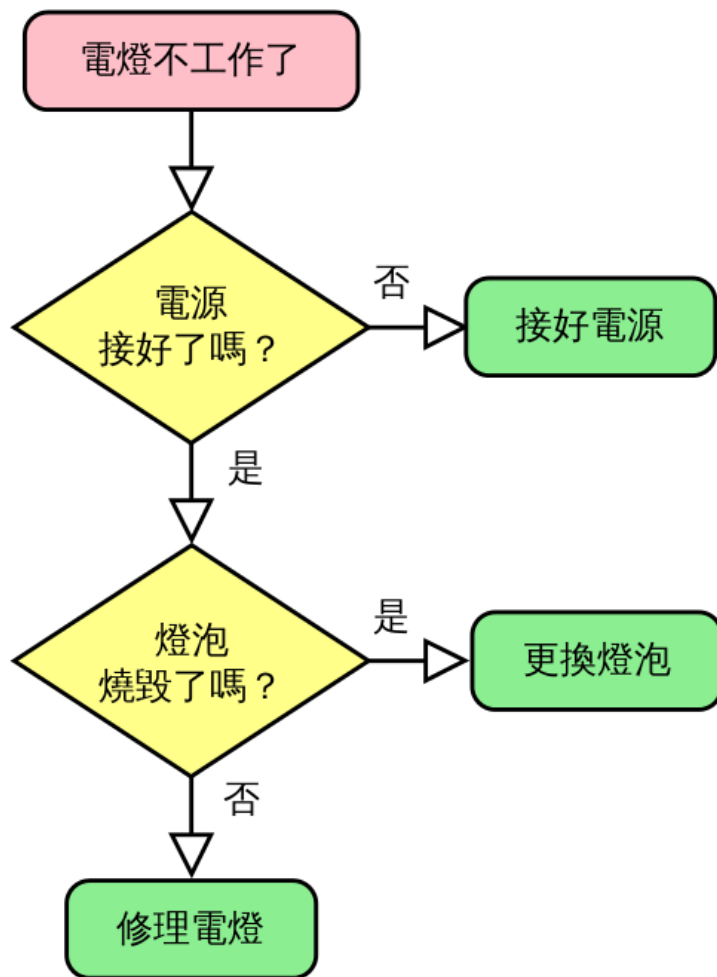 電燈不工作了
電源
接好了嗎？
否
接好電源
是
燈泡
燒毀了嗎？
是
更換燈泡
否
修理電燈